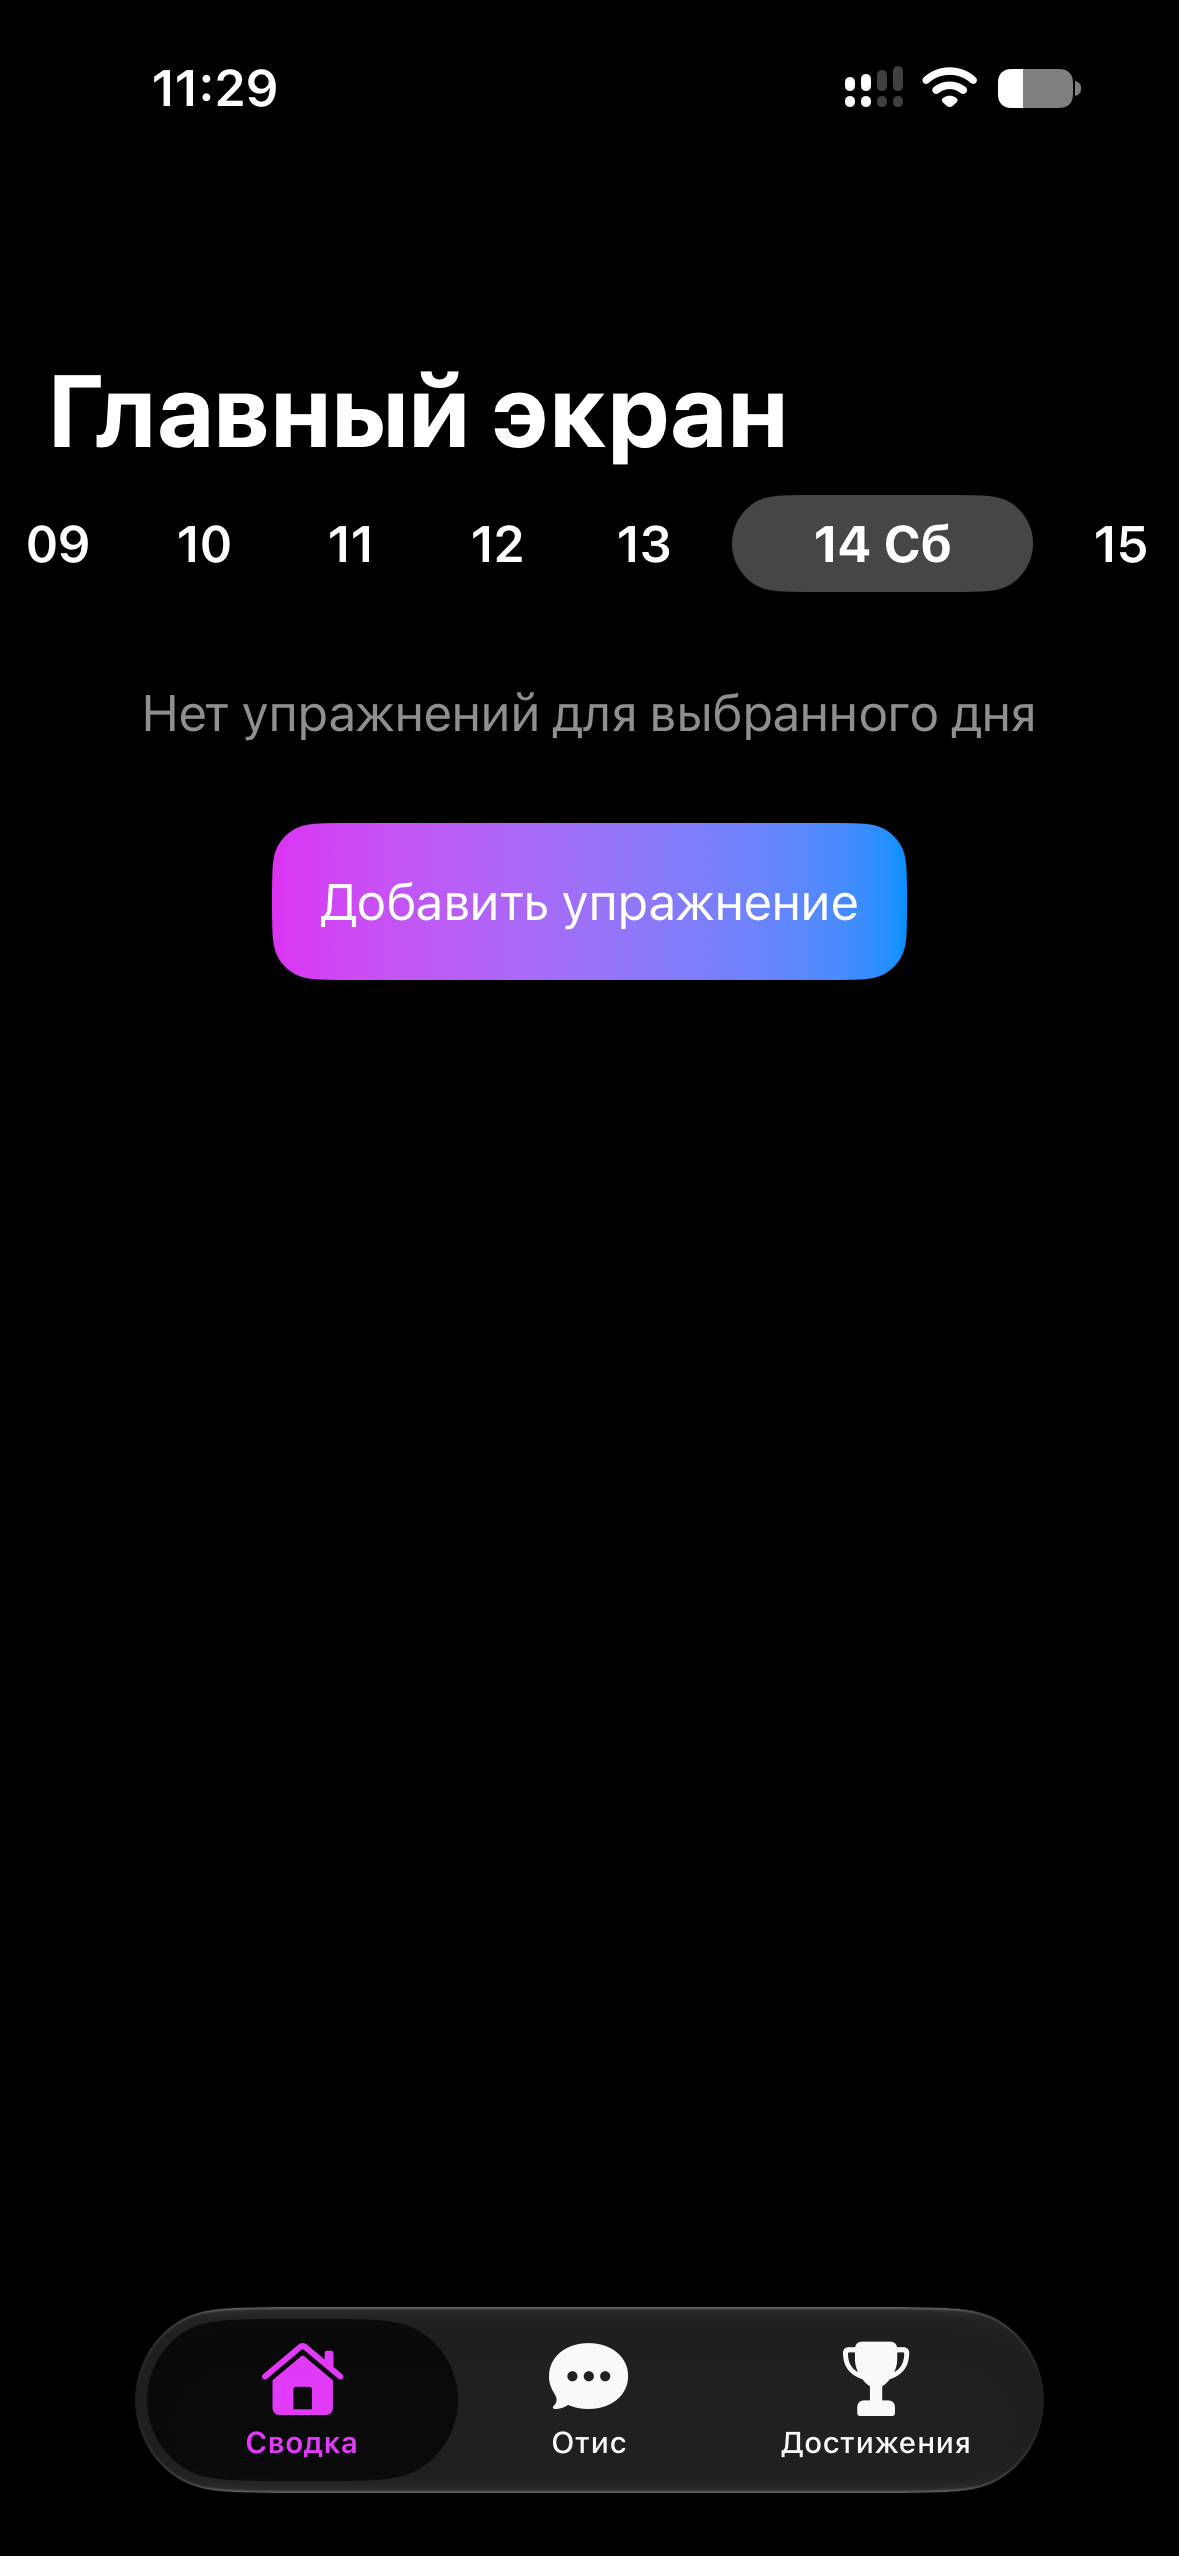 11:29
Главный экран
09 10 11 12 13 14 Сб 15
Нет упражнений для выбранного дня
Добавить упражнение
Сводка Отис Достижения